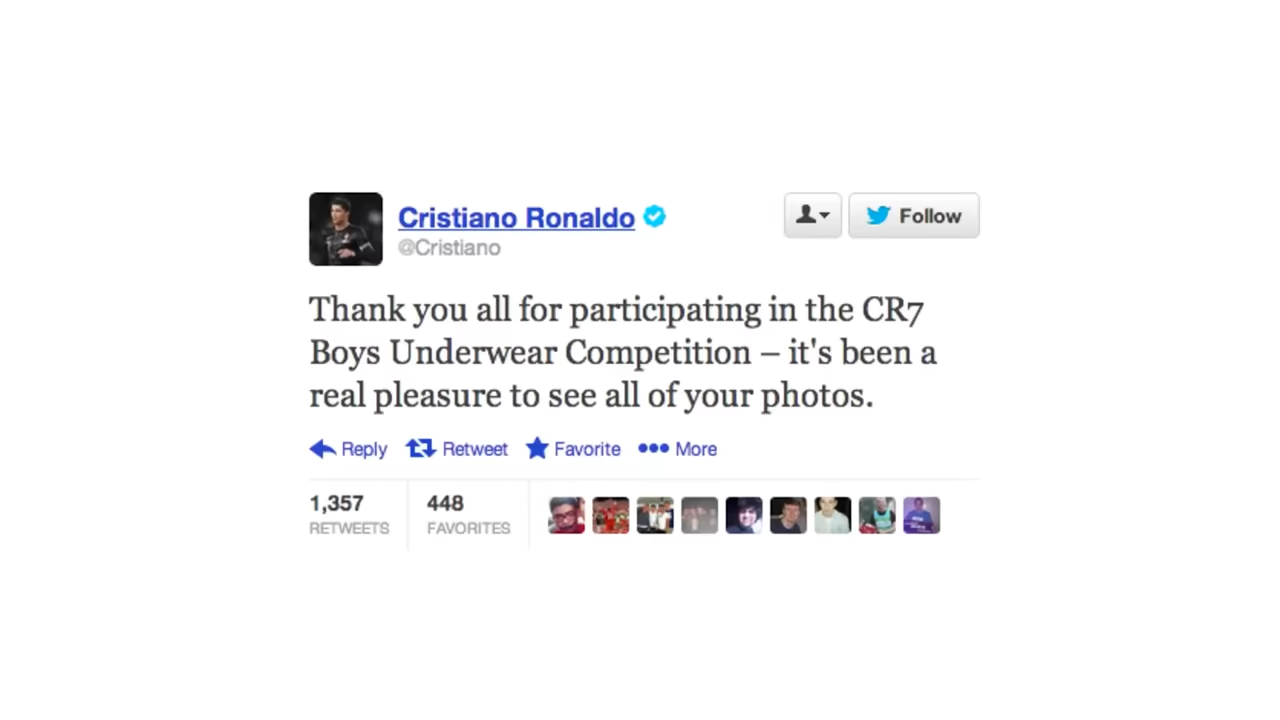 Cristiano Ronaldo
@Cristiano
Follow
Thank you all for participating in the CR7
Boys Underwear Competition – it's been a
real pleasure to see all of your photos.
Reply Retweet Favorite More
1,357 448
RETWEETS FAVORITES